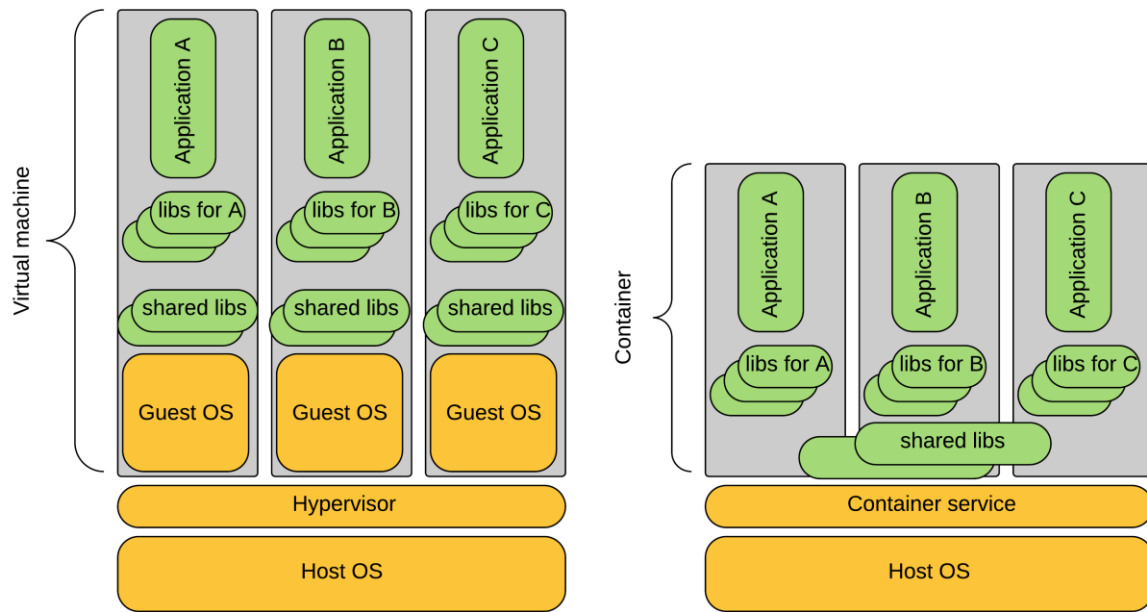 Virtual machine
Application A
Application B
Application C
libs for A
libs for B
libs for C
shared libs
shared libs
shared libs
Guest OS
Guest OS
Guest OS
Hypervisor
Host OS
Container
Application A
Application B
Application C
libs for A
libs for B
libs for C
shared libs
Container service
Host OS